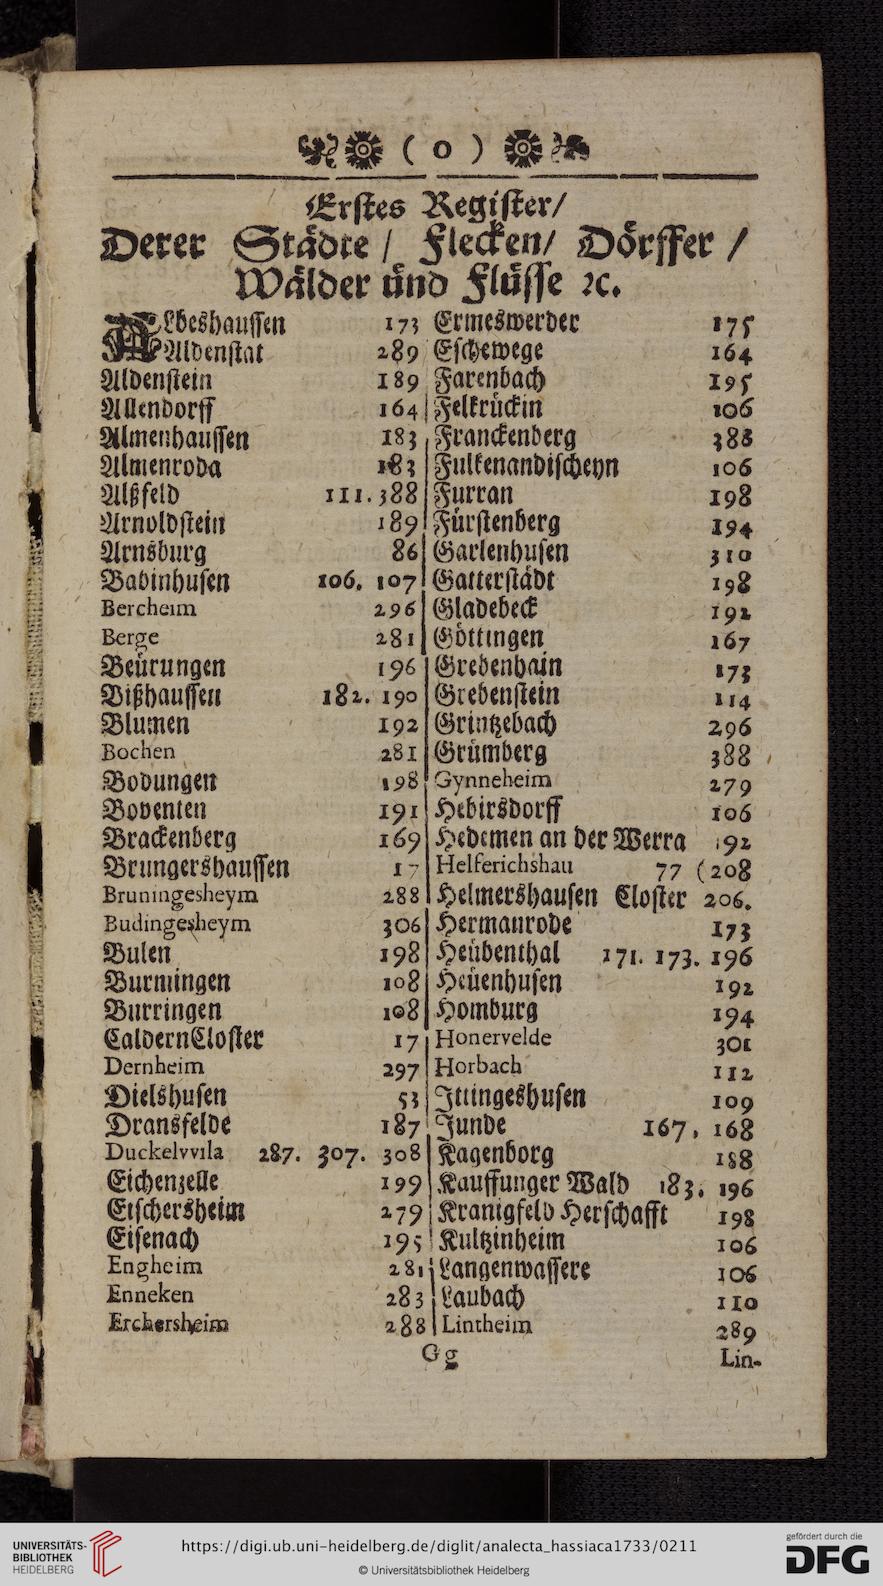 ( o )
Erstes Register/
Derer Städte / Flecken/ Dörffer /
Wälder und Flüsse ꝛc.
ALbeshaussen 173
Aldenstat 289
Aldenstein 189
Allendorff 164
Almenhaussen 183
Almenroda 183
Alßfeld 111. 388
Arnoldstein 189
Arnsburg 86
Babinhusen 106. 107
Bercheim 296
Berge 281
Beürungen 196
Bißhaussen 182. 190
Blumen 192
Bochen 281
Bodungen 198
Boventen 191
Brackenberg 169
Brungershaussen 17
Bruningesheym 288
Budingesheym 306
Bulen 198
Burmingen 108
Burringen 108
CaldernCloster 17
Dernheim 297
Dielshusen 53
Dransfelde 187
Duckelvvila 287. 307. 308
Eichenzelle 199
Eischersheim 279
Eisenach 195
Engheim 281
Enneken 283
Erchersheim 288
Ermeswerder 175
Eschewege 164
Farenbach 195
Felkrückin 106
Franckenberg 388
Fulkenandischeyn 106
Furran 198
Fürstenberg 194
Garlenhusen 310
Gatterstädt 198
Gladebeck 192
Göttingen 167
Grebenhain 173
Grebenstein 114
Grintzebach 296
Grümberg 388
Gynneheim 279
Hebirsdorff 106
Hedemen an der Werra 192
Helferichshau 77 (208
Helmershausen Closter 206.
Hermanrode 173
Heübenthal 171. 173. 196
Heüenhusen 192
Homburg 194
Honervelde 301
Horbach 112
Ittingeshusen 109
Junde 167, 168
Kagenborg 188
Kauffunger Wald 183. 196
Kranigfeld Herschafft 198
Kultzinheim 106
Langenwassere 106
Laubach 110
Lintheim 289
Gg
Lin-
UNIVERSITÄTS-
BIBLIOTHEK
HEIDELBERG
https://digi.ub.uni-heidelberg.de/diglit/analecta_hassiaca1733/0211
© Universitätsbibliothek Heidelberg
gefördert durch die
DFG